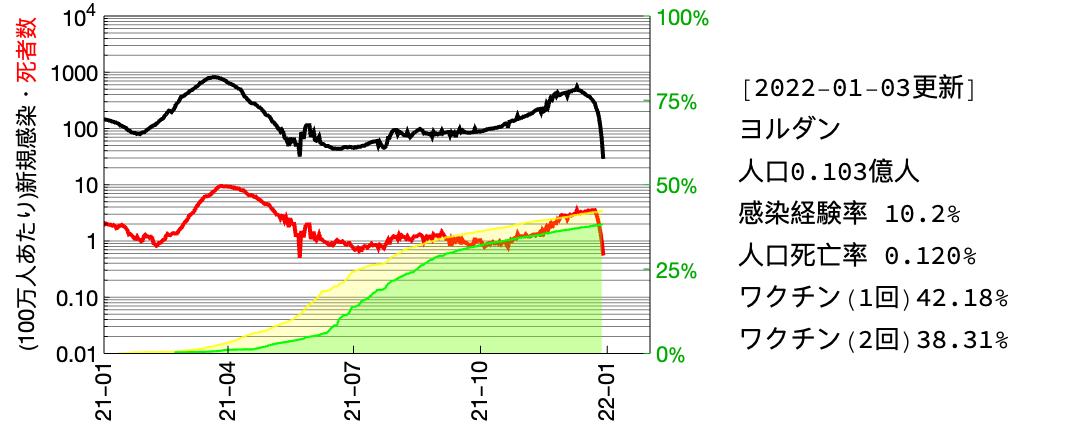 (100万人あたり)新規感染・死者数
10^4
1000
100
10
1
0.10
0.01
100%
75%
50%
25%
0%
21-01
21-04
21-07
21-10
22-01
[2022-01-03更新]
ヨルダン
人口0.103億人
感染経験率 10.2%
人口死亡率 0.120%
ワクチン(1回)42.18%
ワクチン(2回)38.31%